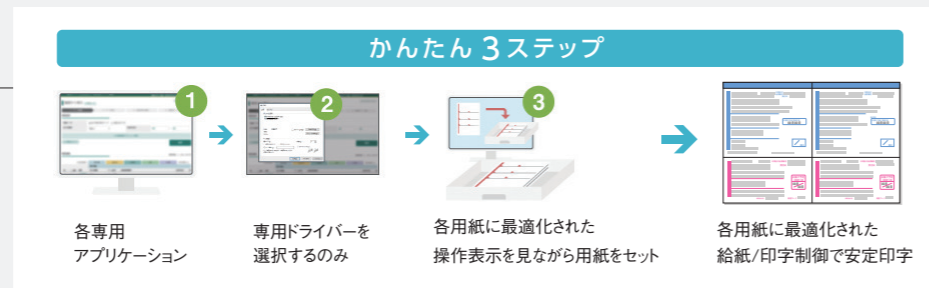 かんたん3ステップ
1
2
3
各専用
アプリケーション
専用ドライバーを
選択するのみ
各用紙に最適化された
操作表示を見ながら用紙をセット
各用紙に最適化された
給紙/印字制御で安定印字